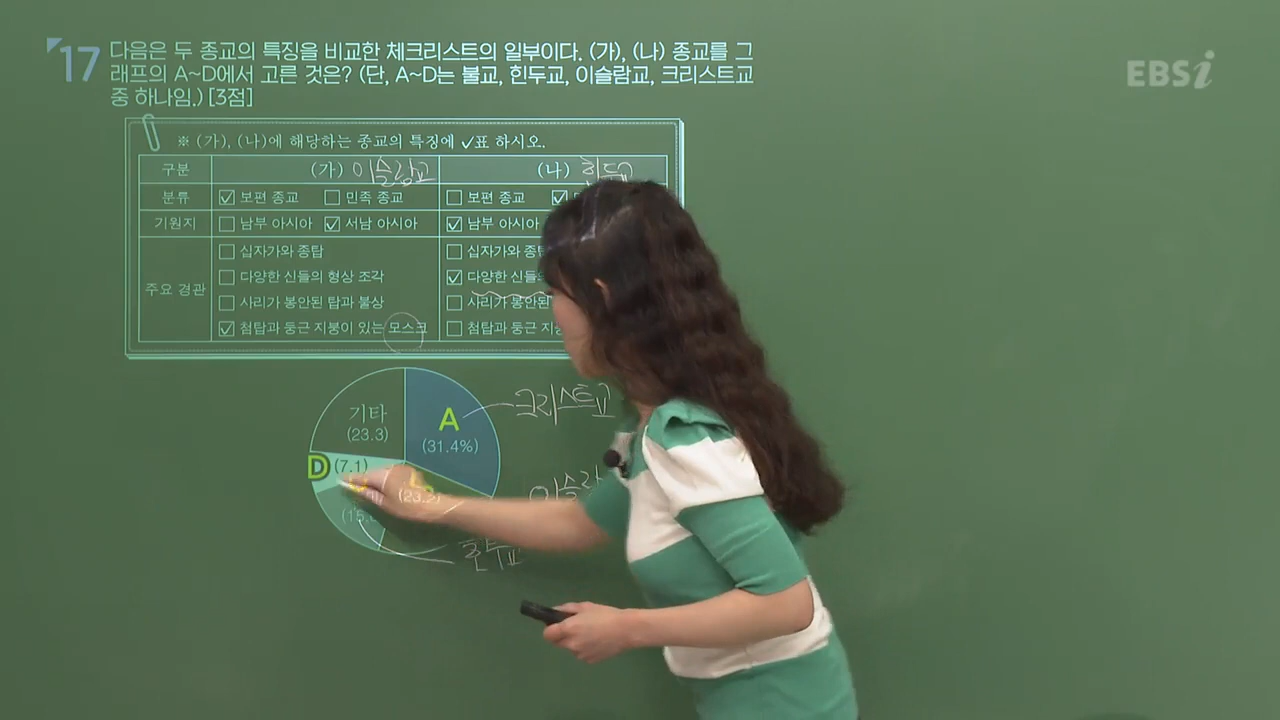 17 다음은 두 종교의 특징을 비교한 체크리스트의 일부이다. (가), (나) 종교를 그
래프의 A~D에서 고른 것은? (단, A~D는 불교, 힌두교, 이슬람교, 크리스트교
중 하나임.) [3점]
EBSi
※ (가), (나)에 해당하는 종교의 특징에 ✓표 하시오.
구분 (가) 이슬람교 (나) 힌두교
분류 ☑ 보편 종교 ☐ 민족 종교 ☐ 보편 종교 ☑
기원지 ☐ 남부 아시아 ☑ 서남 아시아 ☑ 남부 아시아
주요 경관
☐ 십자가와 종탑 ☐ 십자가와
☐ 다양한 신들의 형상 조각 ☑ 다양한 신들의
☐ 사리가 봉안된 탑과 불상 ☐ 사리가 봉안된
☑ 첨탑과 둥근 지붕이 있는 모스크 ☐ 첨탑과 둥근
기타
(23.3)
A
(31.4%)
크리스트교
D (7.1)
(23.2)
이슬람
힌두교